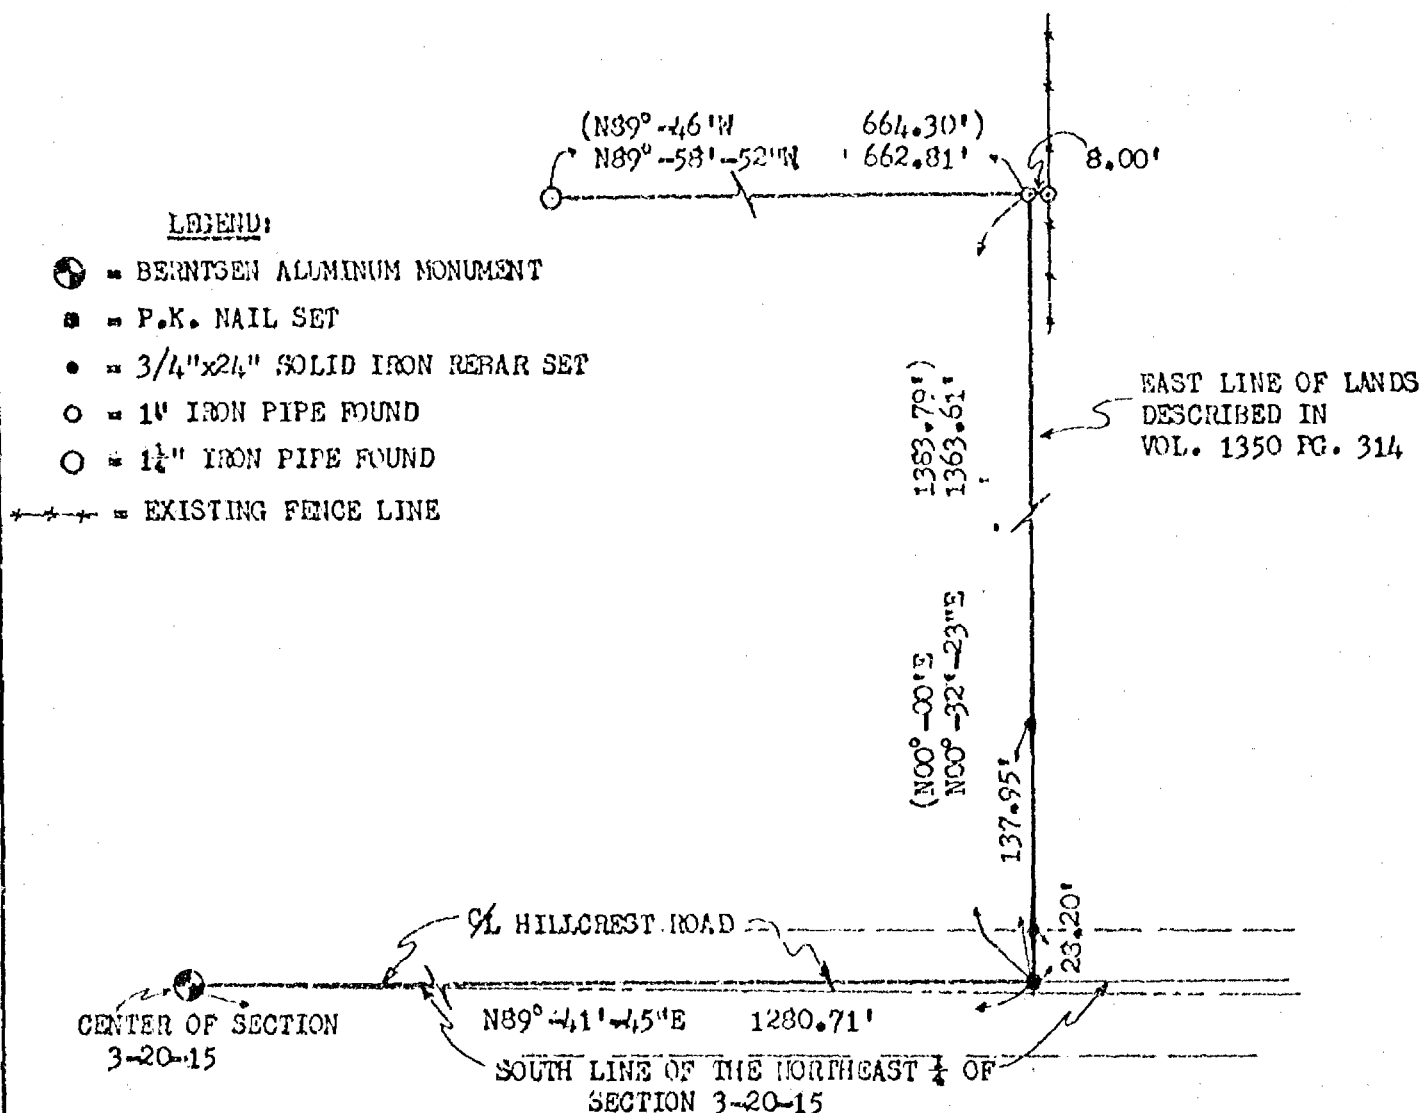 (N89°-46'W 664.30')
N89°-58'-52"W 662.81'
8.00'
LEGEND:
= BERNTSEN ALUMINUM MONUMENT
= P.K. NAIL SET
= 3/4"x24" SOLID IRON REBAR SET
= 1" IRON PIPE FOUND
= 1¼" IRON PIPE FOUND
= EXISTING FENCE LINE
EAST LINE OF LANDS
DESCRIBED IN
VOL. 1350 PG. 314
(N00°-00'E 1363.79')
N00°-32'-23"E 1363.61'
137.95'
23.20'
C/L HILLCREST ROAD
N89°-41'-45"E 1280.71'
CENTER OF SECTION
3-20-15
SOUTH LINE OF THE NORTHEAST ¼ OF
SECTION 3-20-15